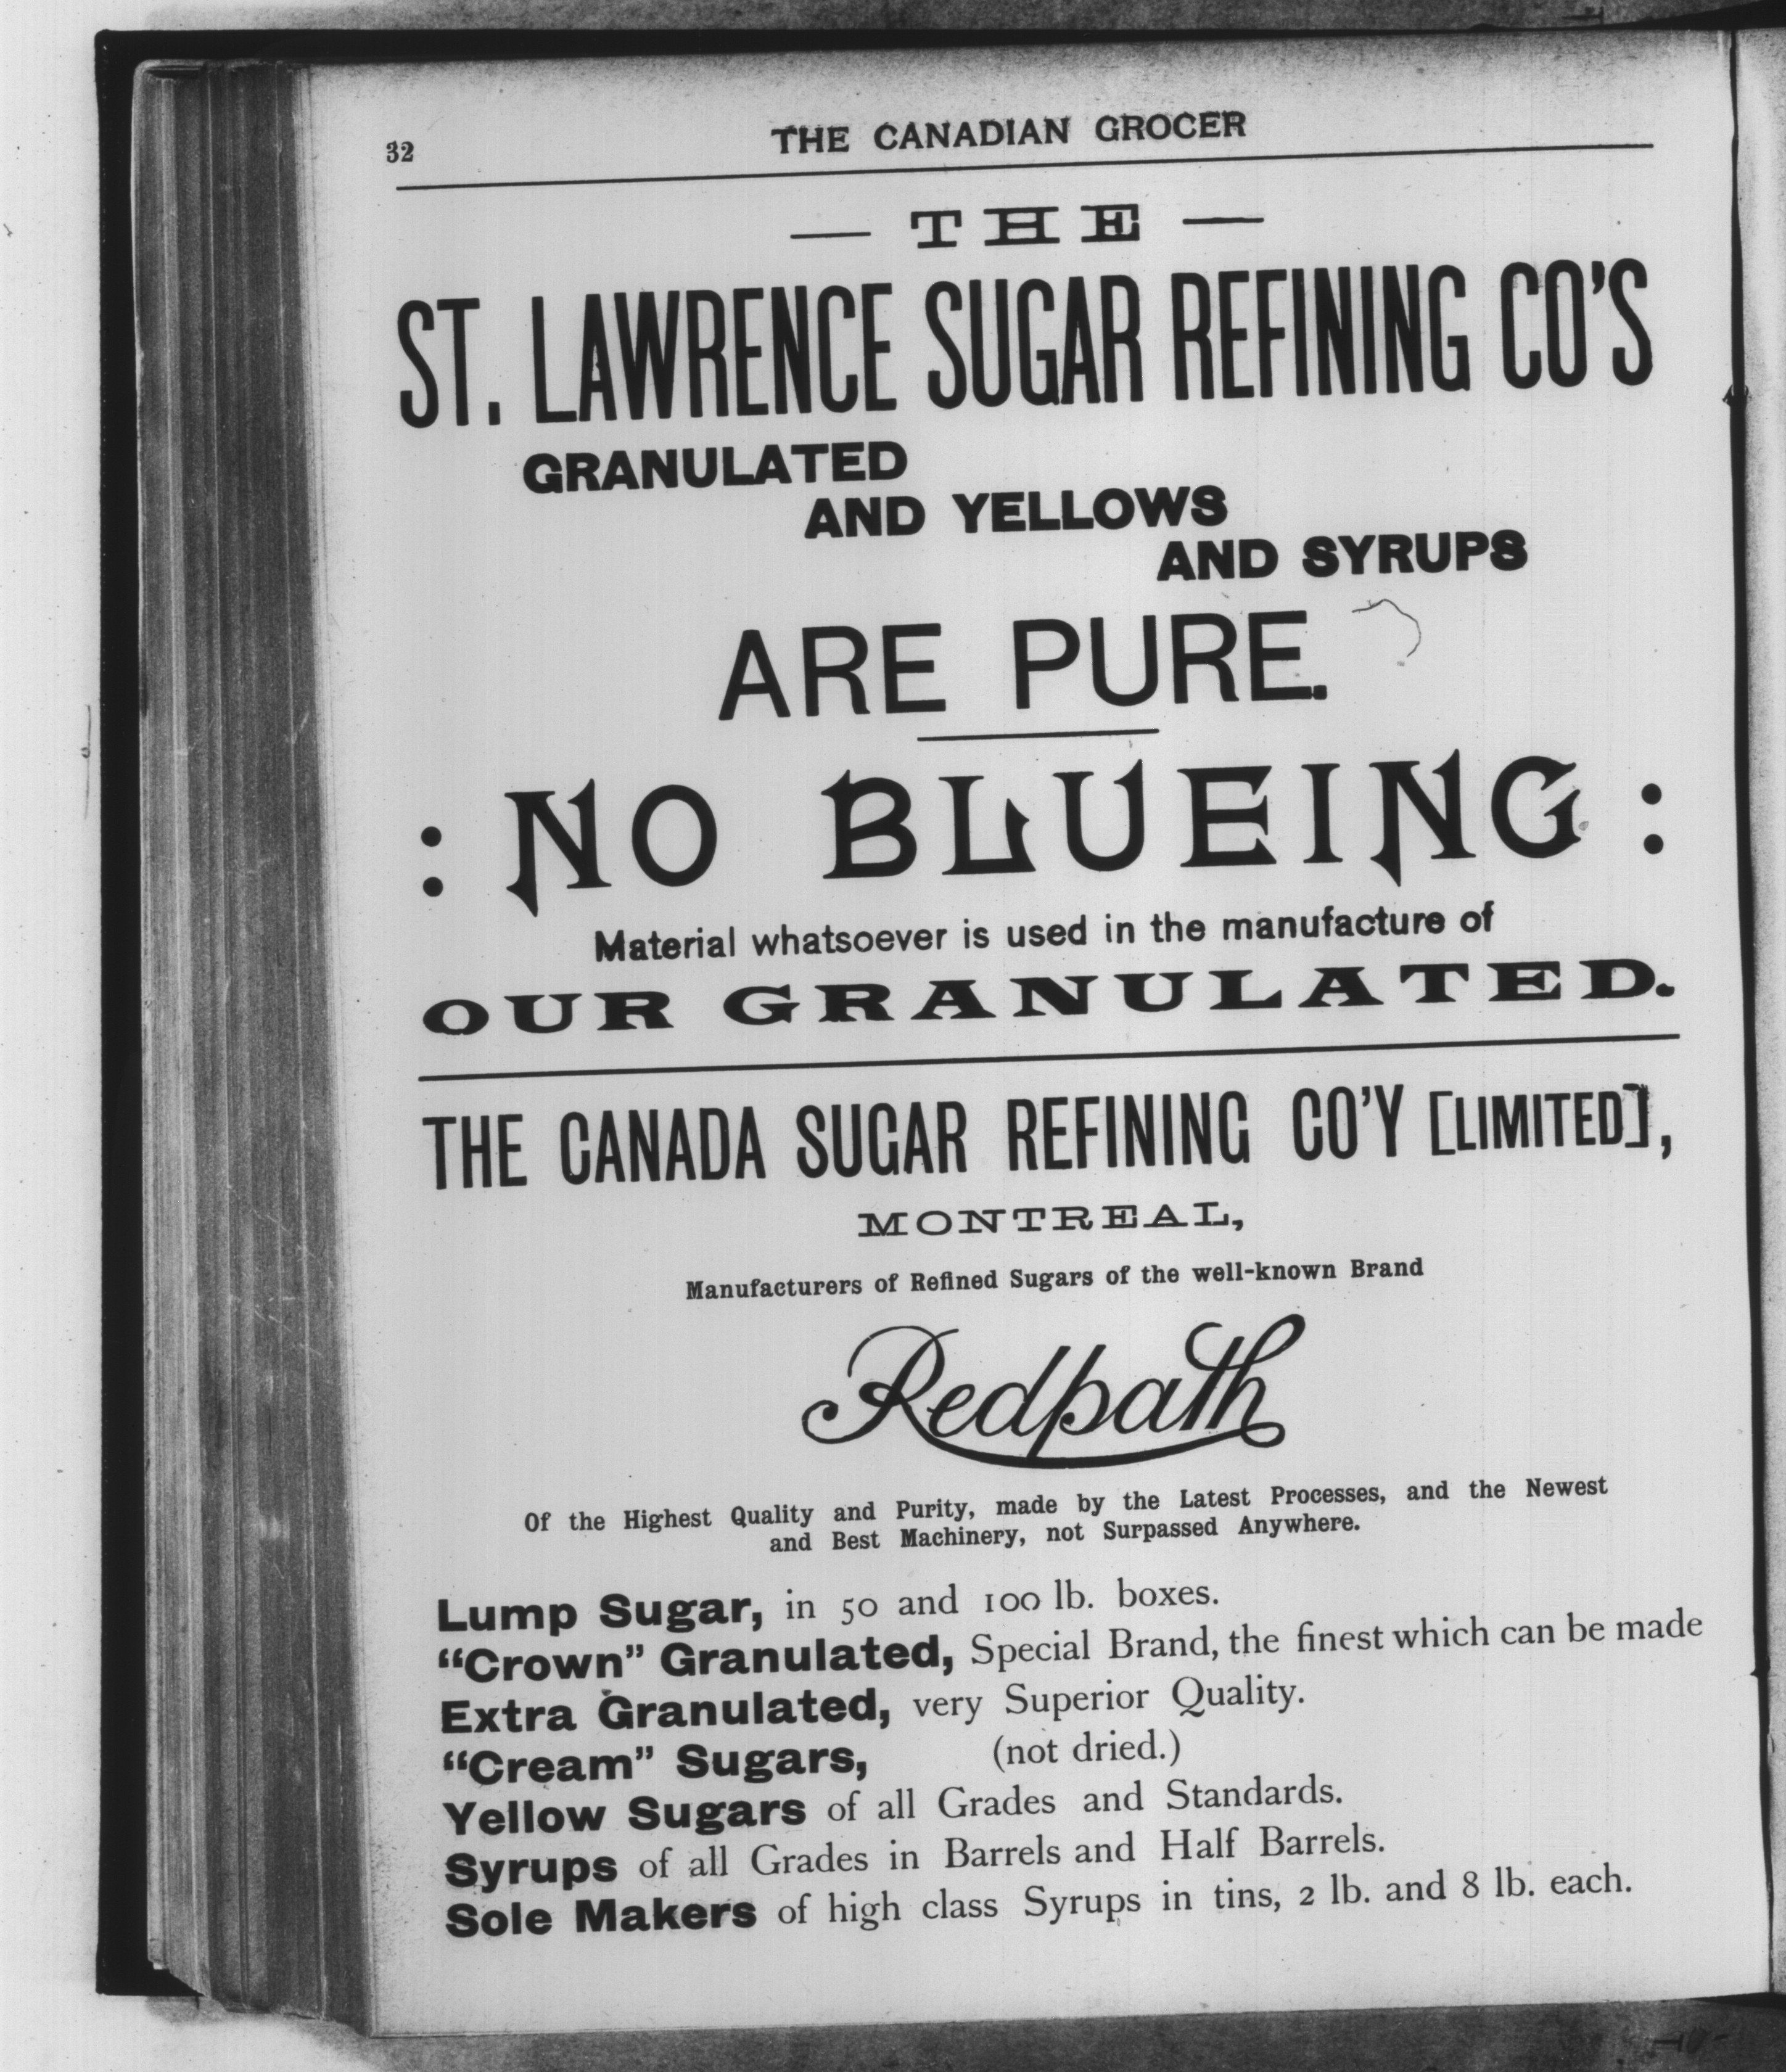 32
THE CANADIAN GROCER
— THE —
ST. LAWRENCE SUGAR REFINING CO'S
GRANULATED
AND YELLOWS
AND SYRUPS
ARE PURE.
: NO BLUEING :
Material whatsoever is used in the manufacture of
OUR GRANULATED.
THE CANADA SUGAR REFINING CO'Y [LIMITED],
MONTREAL,
Manufacturers of Refined Sugars of the well-known Brand
Redpath
Of the Highest Quality and Purity, made by the Latest Processes, and the Newest
and Best Machinery, not Surpassed Anywhere.
Lump Sugar, in 50 and 100 lb. boxes.
“Crown” Granulated, Special Brand, the finest which can be made
Extra Granulated, very Superior Quality.
“Cream” Sugars, (not dried.)
Yellow Sugars of all Grades and Standards.
Syrups of all Grades in Barrels and Half Barrels.
Sole Makers of high class Syrups in tins, 2 lb. and 8 lb. each.